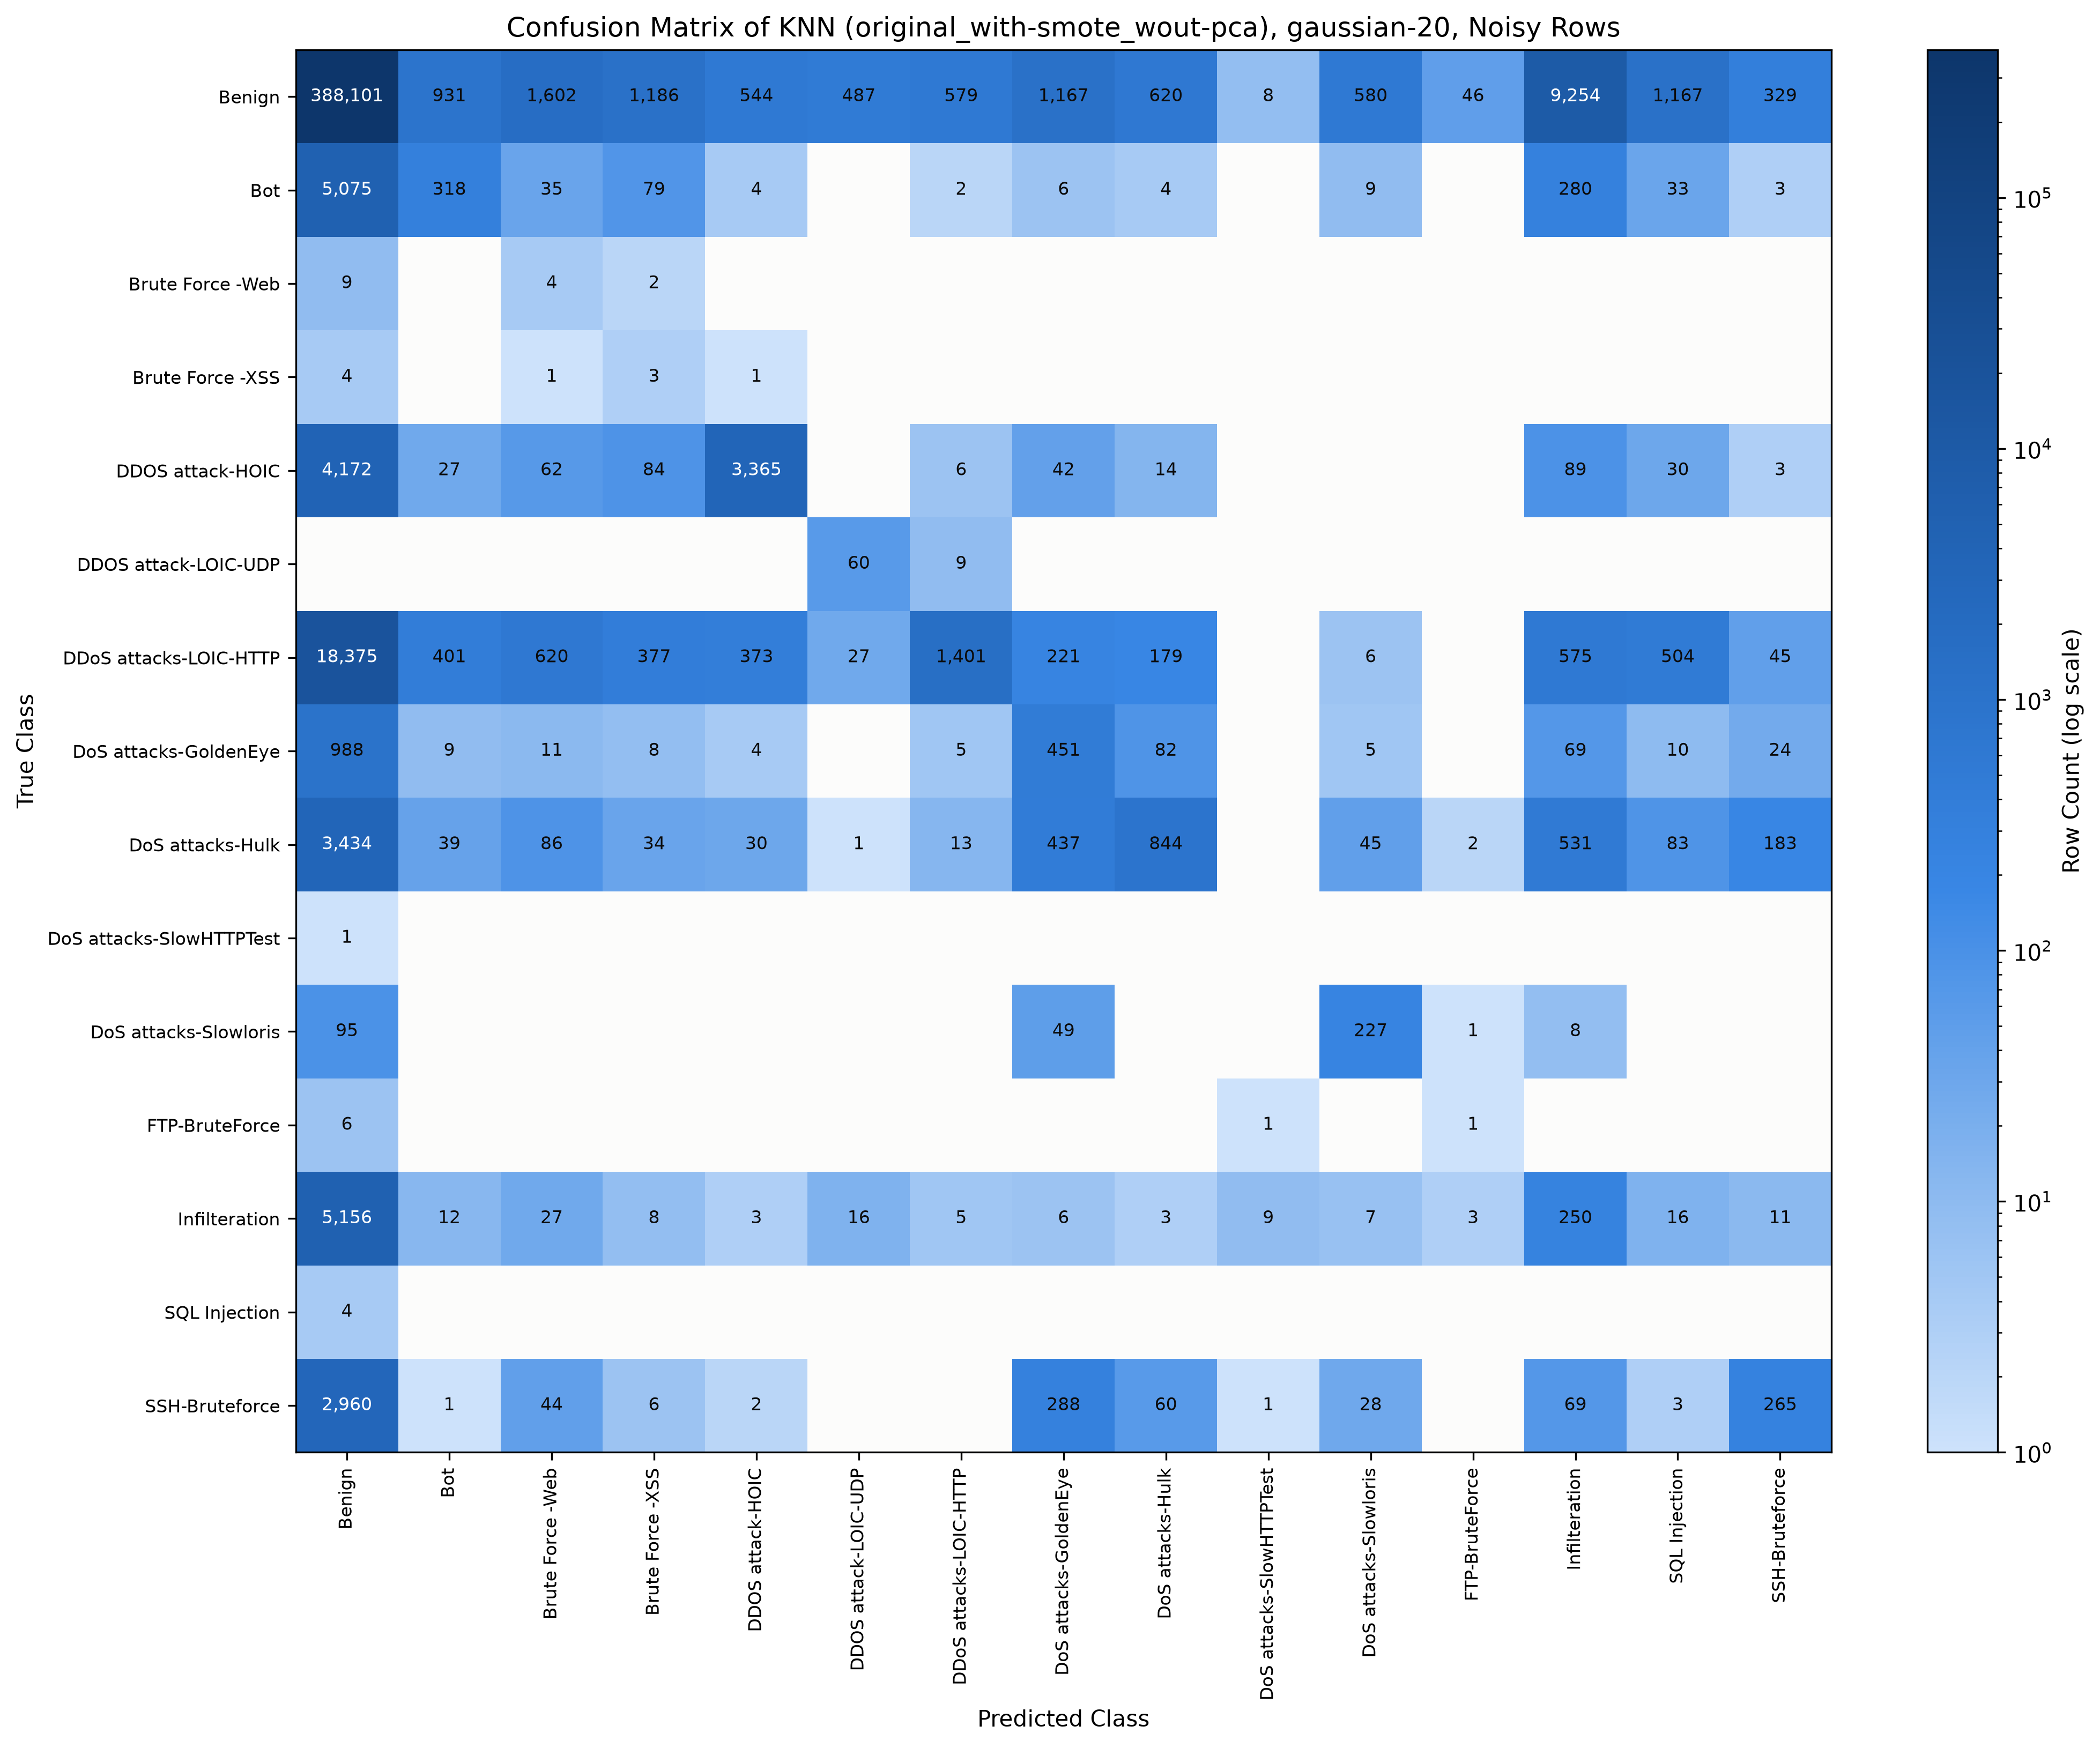 Confusion Matrix of KNN (original_with-smote_wout-pca), gaussian-20, Noisy Rows
True Class
Benign 388,101 931 1,602 1,186 544 487 579 1,167 620 8 580 46 9,254 1,167 329
Bot 5,075 318 35 79 4 2 6 4 9 280 33 3
Brute Force -Web 9 4 2
Brute Force -XSS 4 1 3 1
DDOS attack-HOIC 4,172 27 62 84 3,365 6 42 14 89 30 3
DDOS attack-LOIC-UDP 60 9
DDoS attacks-LOIC-HTTP 18,375 401 620 377 373 27 1,401 221 179 6 575 504 45
DoS attacks-GoldenEye 988 9 11 8 4 5 451 82 5 69 10 24
DoS attacks-Hulk 3,434 39 86 34 30 1 13 437 844 45 2 531 83 183
DoS attacks-SlowHTTPTest 1
DoS attacks-Slowloris 95 49 227 1 8
FTP-BruteForce 6 1 1
Infilteration 5,156 12 27 8 3 16 5 6 3 9 7 3 250 16 11
SQL Injection 4
SSH-Bruteforce 2,960 1 44 6 2 288 60 1 28 69 3 265
Benign
Bot
Brute Force -Web
Brute Force -XSS
DDOS attack-HOIC
DDOS attack-LOIC-UDP
DDoS attacks-LOIC-HTTP
DoS attacks-GoldenEye
DoS attacks-Hulk
DoS attacks-SlowHTTPTest
DoS attacks-Slowloris
FTP-BruteForce
Infilteration
SQL Injection
SSH-Bruteforce
Predicted Class
10⁵
10⁴
10³
10²
10¹
10⁰
Row Count (log scale)